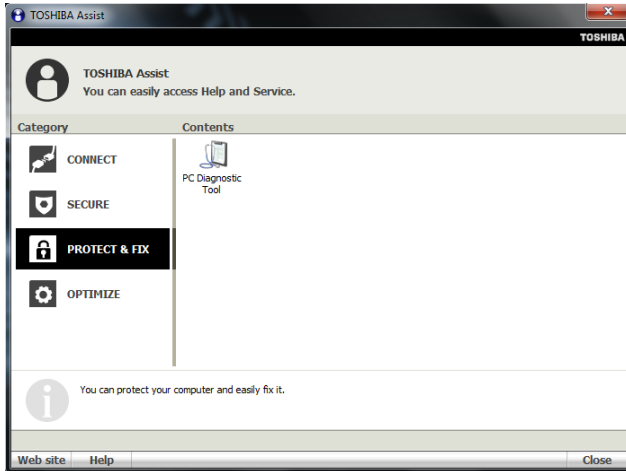 TOSHIBA Assist
TOSHIBA
TOSHIBA Assist
You can easily access Help and Service.
Category
Contents
CONNECT
SECURE
PROTECT & FIX
OPTIMIZE
PC Diagnostic
Tool
You can protect your computer and easily fix it.
Web site
Help
Close